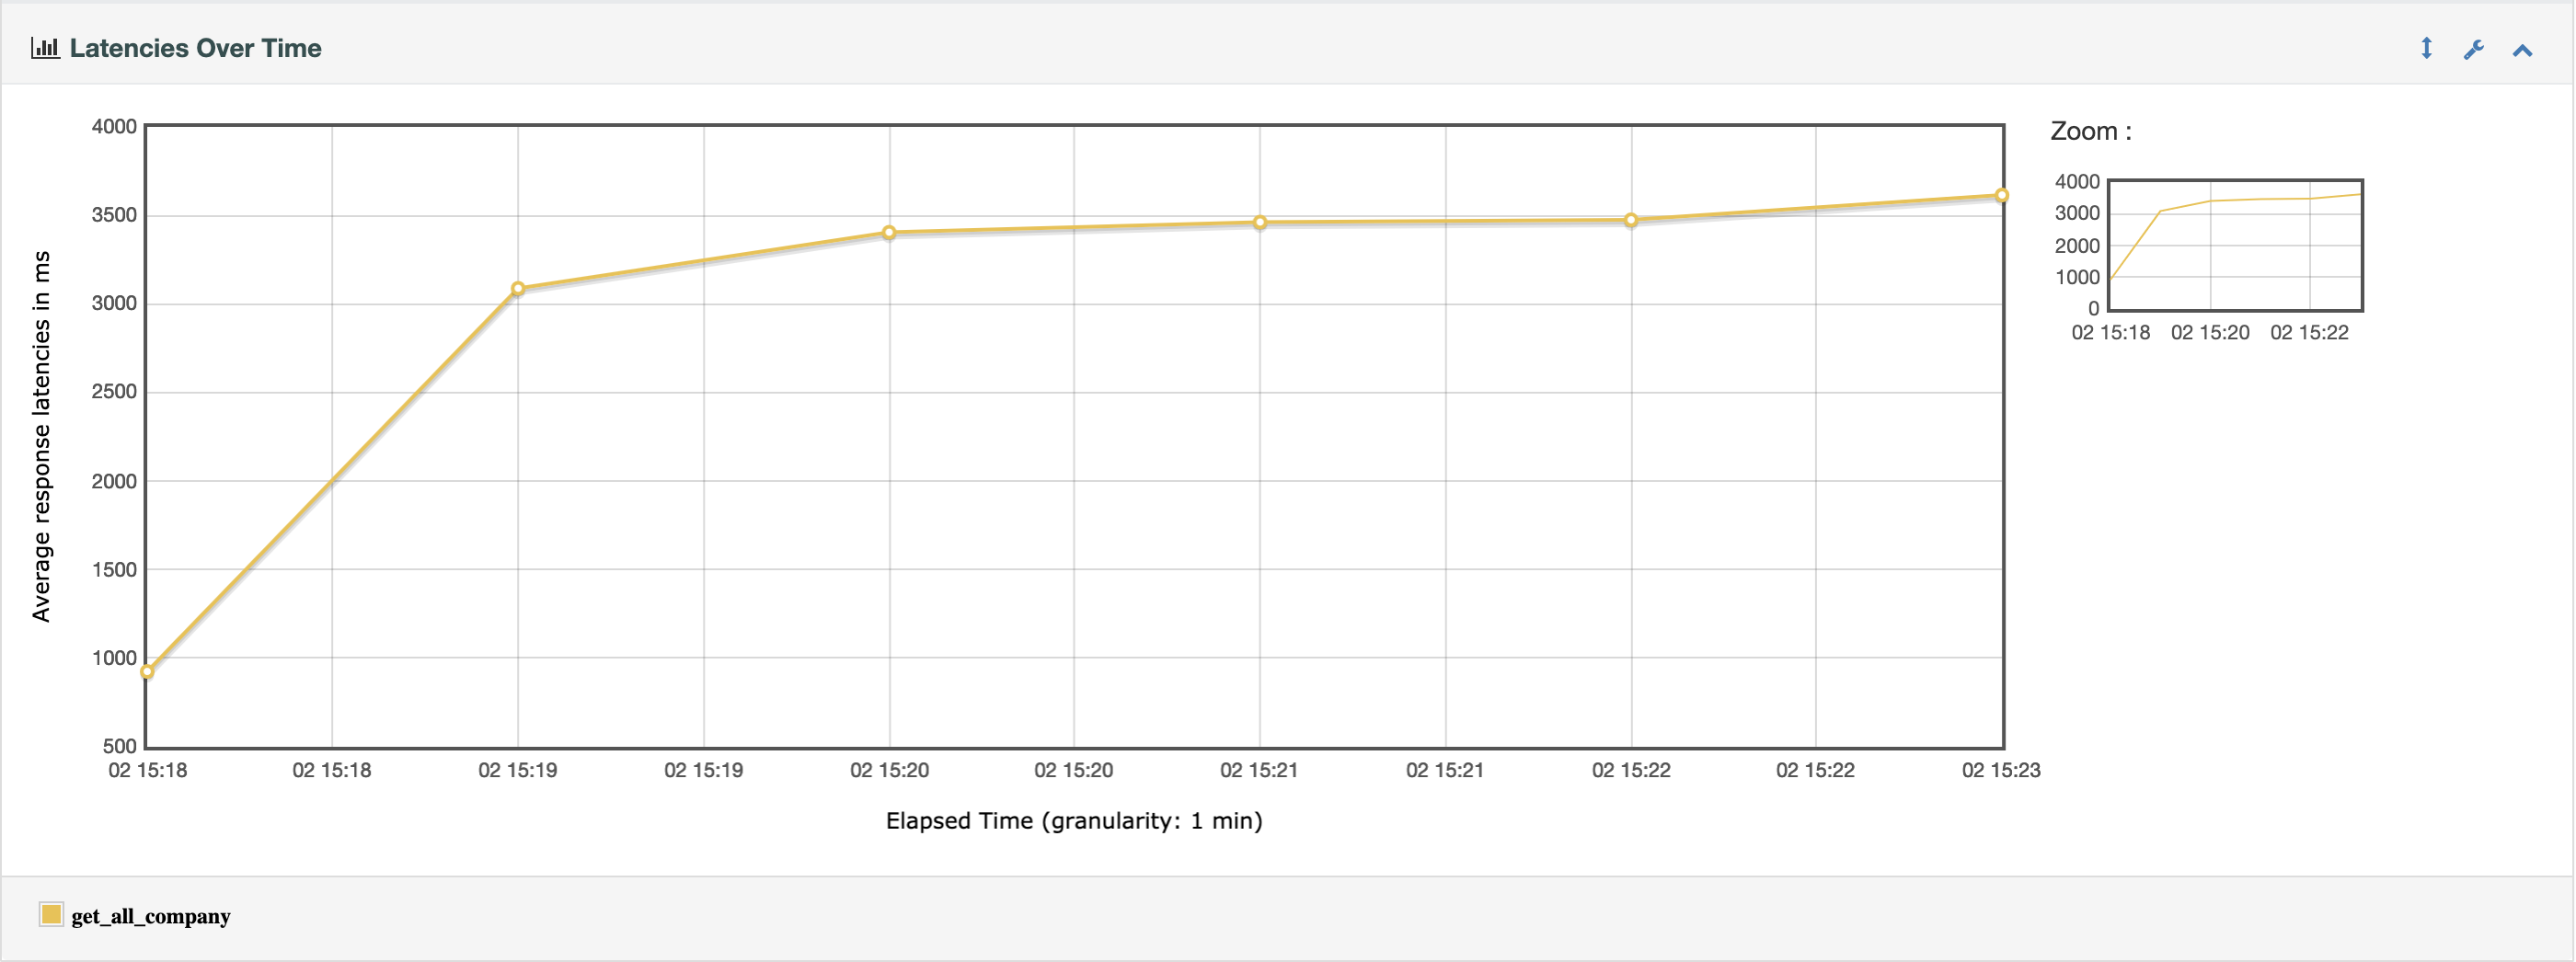 Latencies Over Time
4000
3500
3000
2500
2000
1500
1000
500
Average response latencies in ms
02 15:18 02 15:18 02 15:19 02 15:19 02 15:20 02 15:20 02 15:21 02 15:21 02 15:22 02 15:22 02 15:23
Elapsed Time (granularity: 1 min)
Zoom :
4000
3000
2000
1000
0
02 15:18 02 15:20 02 15:22
get_all_company